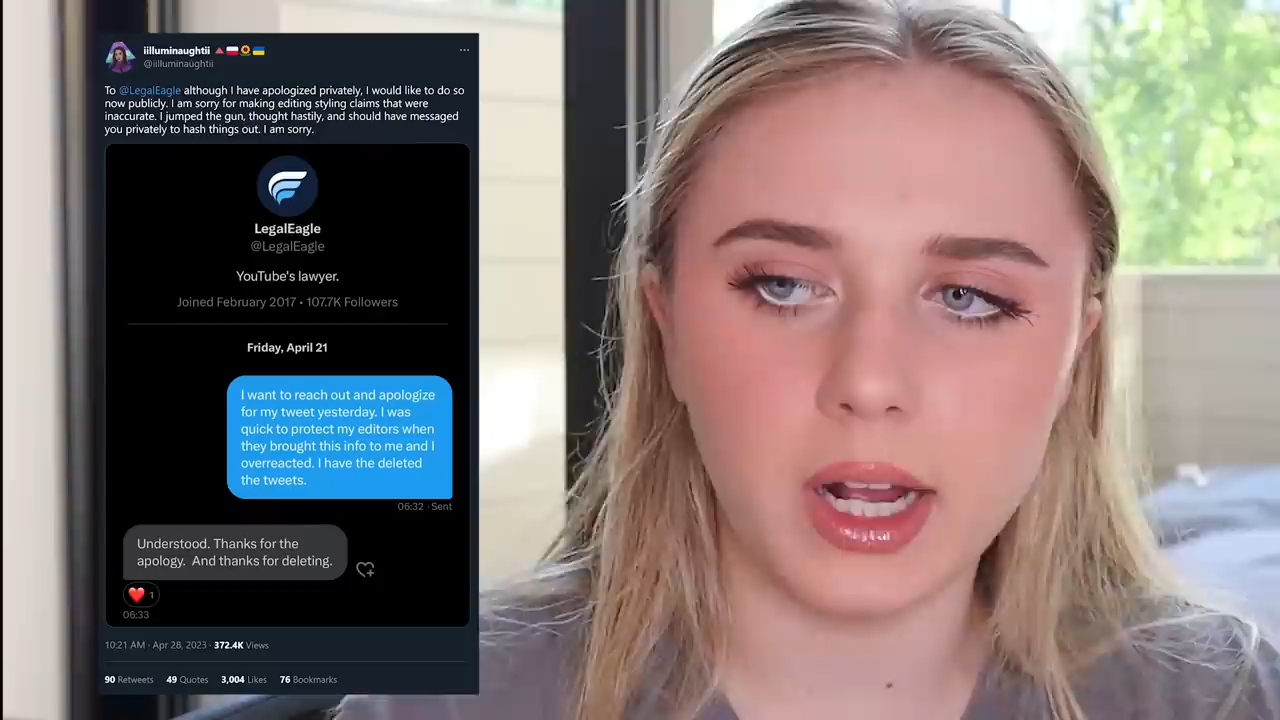 iilluminaughtii
@iilluminaughtii
To @LegalEagle although I have apologized privately, I would like to do so
now publicly. I am sorry for making editing styling claims that were
inaccurate. I jumped the gun, thought hastily, and should have messaged
you privately to hash things out. I am sorry.
LegalEagle
@LegalEagle
YouTube's lawyer.
Joined February 2017 • 107.7K Followers
Friday, April 21
I want to reach out and apologize
for my tweet yesterday. I was
quick to protect my editors when
they brought this info to me and I
overreacted. I have the deleted
the tweets.
06:32 · Sent
Understood. Thanks for the
apology. And thanks for deleting.
1
06:33
10:21 AM · Apr 28, 2023 · 372.4K Views
90 Retweets 49 Quotes 3,004 Likes 76 Bookmarks